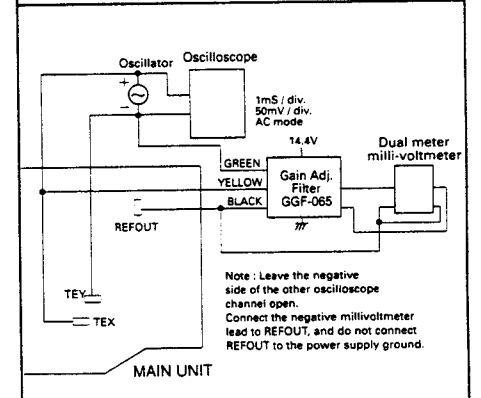 Oscillator
Oscilloscope
+
−
1mS / div.
50mV / div.
AC mode
14.4V
Dual meter
milli-voltmeter
GREEN
YELLOW
BLACK
Gain Adj.
Filter
GGF-065
REFOUT
Note : Leave the negative
side of the other oscilloscope
channel open.
Connect the negative millivoltmeter
lead to REFOUT, and do not connect
REFOUT to the power supply ground.
TEY
TEX
MAIN UNIT